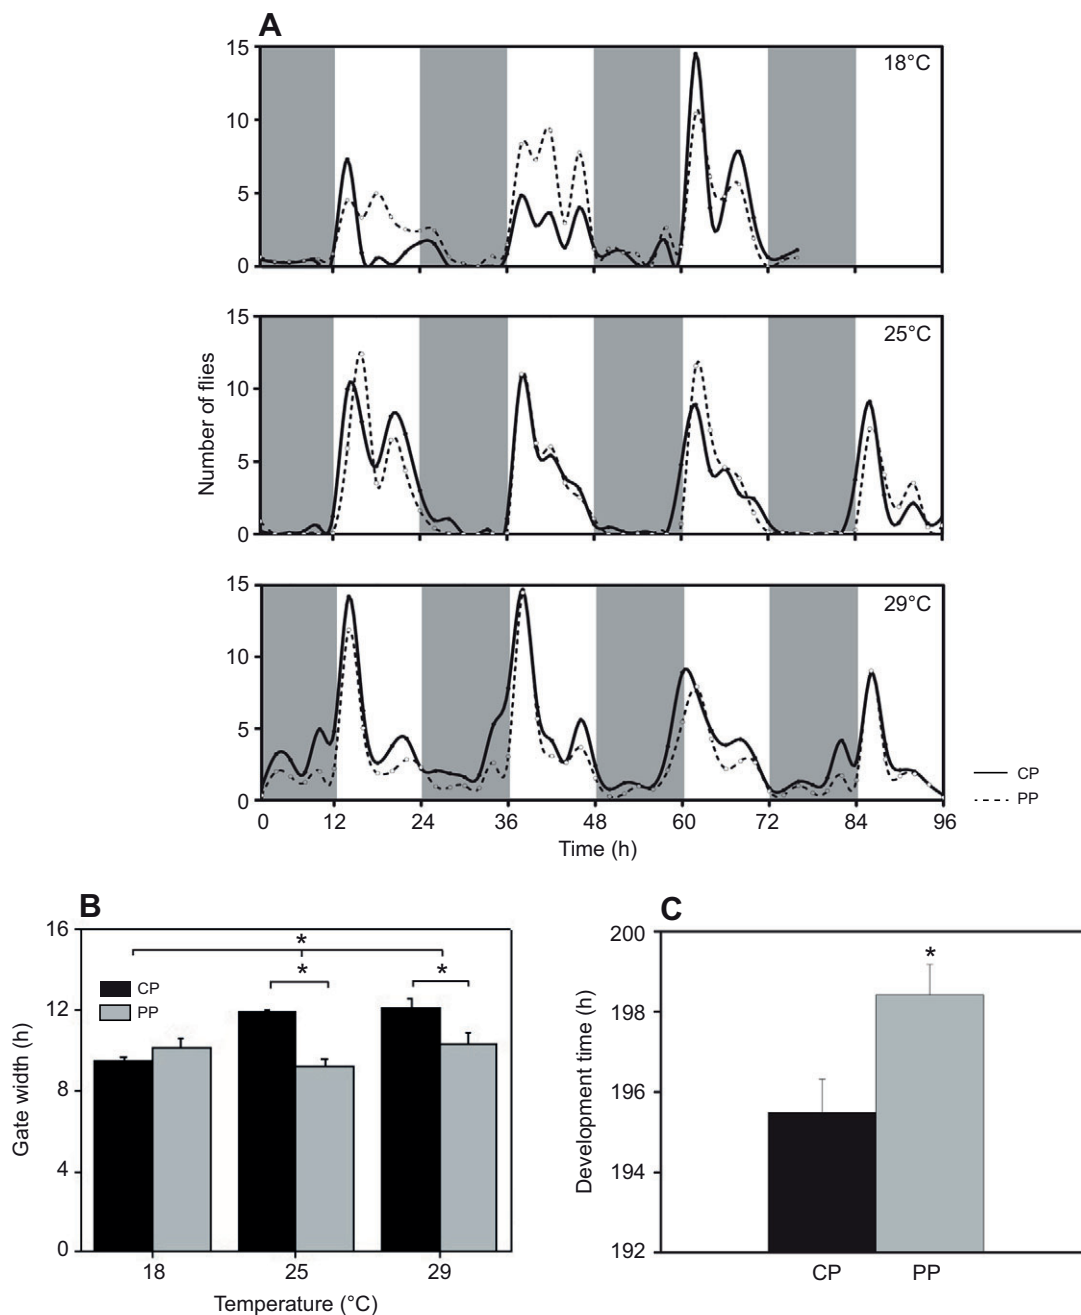 A
15
18°C
10
5
0
15
25°C
10
5
0
Number of flies
15
29°C
10
5
0
0 12 24 36 48 60 72 84 96
Time (h)
CP
PP
B
16
12
8
4
0
Gate width (h)
*
* *
CP
PP
18 25 29
Temperature (°C)
C
200
198
196
194
192
Development time (h)
*
CP PP